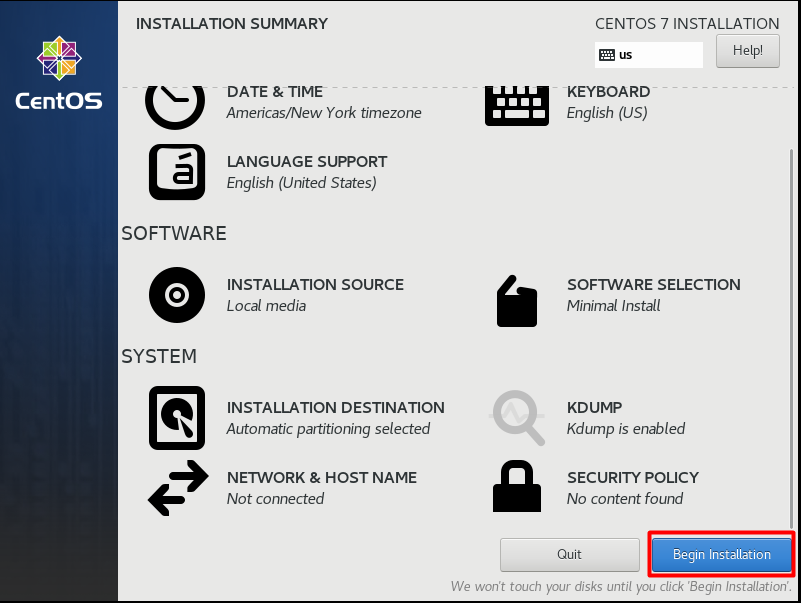 INSTALLATION SUMMARY
CENTOS 7 INSTALLATION
us
Help!
CentOS
DATE & TIME
Americas/New York timezone
KEYBOARD
English (US)
LANGUAGE SUPPORT
English (United States)
SOFTWARE
INSTALLATION SOURCE
Local media
SOFTWARE SELECTION
Minimal Install
SYSTEM
INSTALLATION DESTINATION
Automatic partitioning selected
KDUMP
Kdump is enabled
NETWORK & HOST NAME
Not connected
SECURITY POLICY
No content found
Quit
Begin Installation
We won't touch your disks until you click 'Begin Installation'.